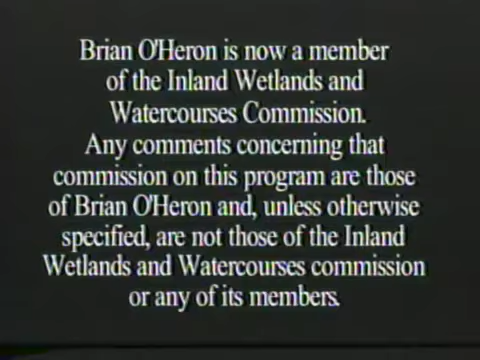 Brian O'Heron is now a member
of the Inland Wetlands and
Watercourses Commission.
Any comments concerning that
commission on this program are those
of Brian O'Heron and, unless otherwise
specified, are not those of the Inland
Wetlands and Watercourses commission
or any of its members.